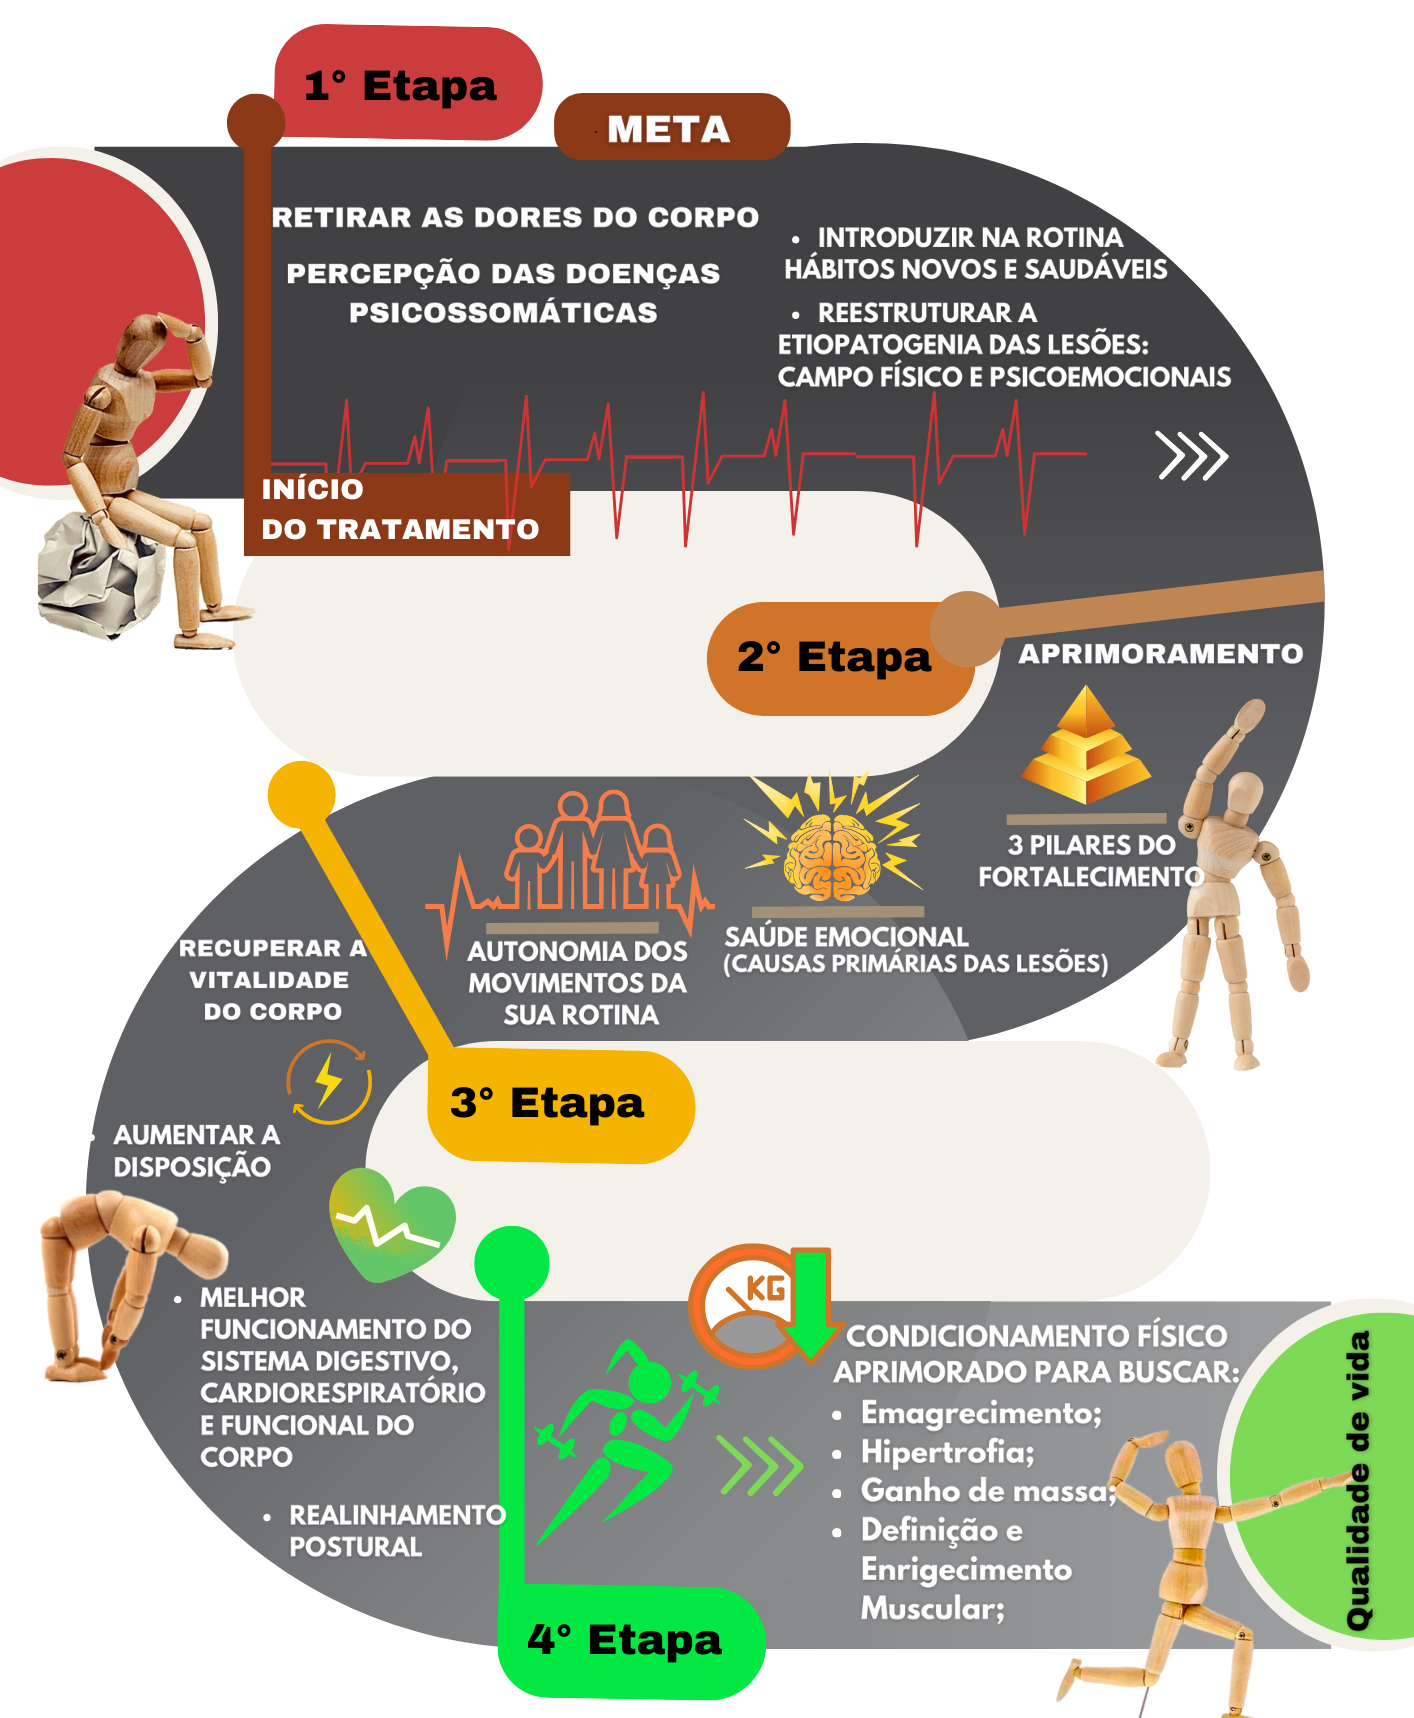 1° Etapa
META
RETIRAR AS DORES DO CORPO
PERCEPÇÃO DAS DOENÇAS
PSICOSSOMÁTICAS
• INTRODUZIR NA ROTINA
HÁBITOS NOVOS E SAUDÁVEIS
• REESTRUTURAR A
ETIOPATOGENIA DAS LESÕES:
CAMPO FÍSICO E PSICOEMOCIONAIS
INÍCIO
DO TRATAMENTO
2° Etapa
APRIMORAMENTO
3 PILARES DO
FORTALECIMENTO
SAÚDE EMOCIONAL
(CAUSAS PRIMÁRIAS DAS LESÕES)
AUTONOMIA DOS
MOVIMENTOS DA
SUA ROTINA
RECUPERAR A
VITALIDADE
DO CORPO
3° Etapa
• AUMENTAR A
DISPOSIÇÃO
• MELHOR
FUNCIONAMENTO DO
SISTEMA DIGESTIVO,
CARDIORESPIRATÓRIO
E FUNCIONAL DO
CORPO
• REALINHAMENTO
POSTURAL
4° Etapa
KG
CONDICIONAMENTO FÍSICO
APRIMORADO PARA BUSCAR:
• Emagrecimento;
• Hipertrofia;
• Ganho de massa;
• Definição e
Enrigecimento
Muscular;
Qualidade de vida